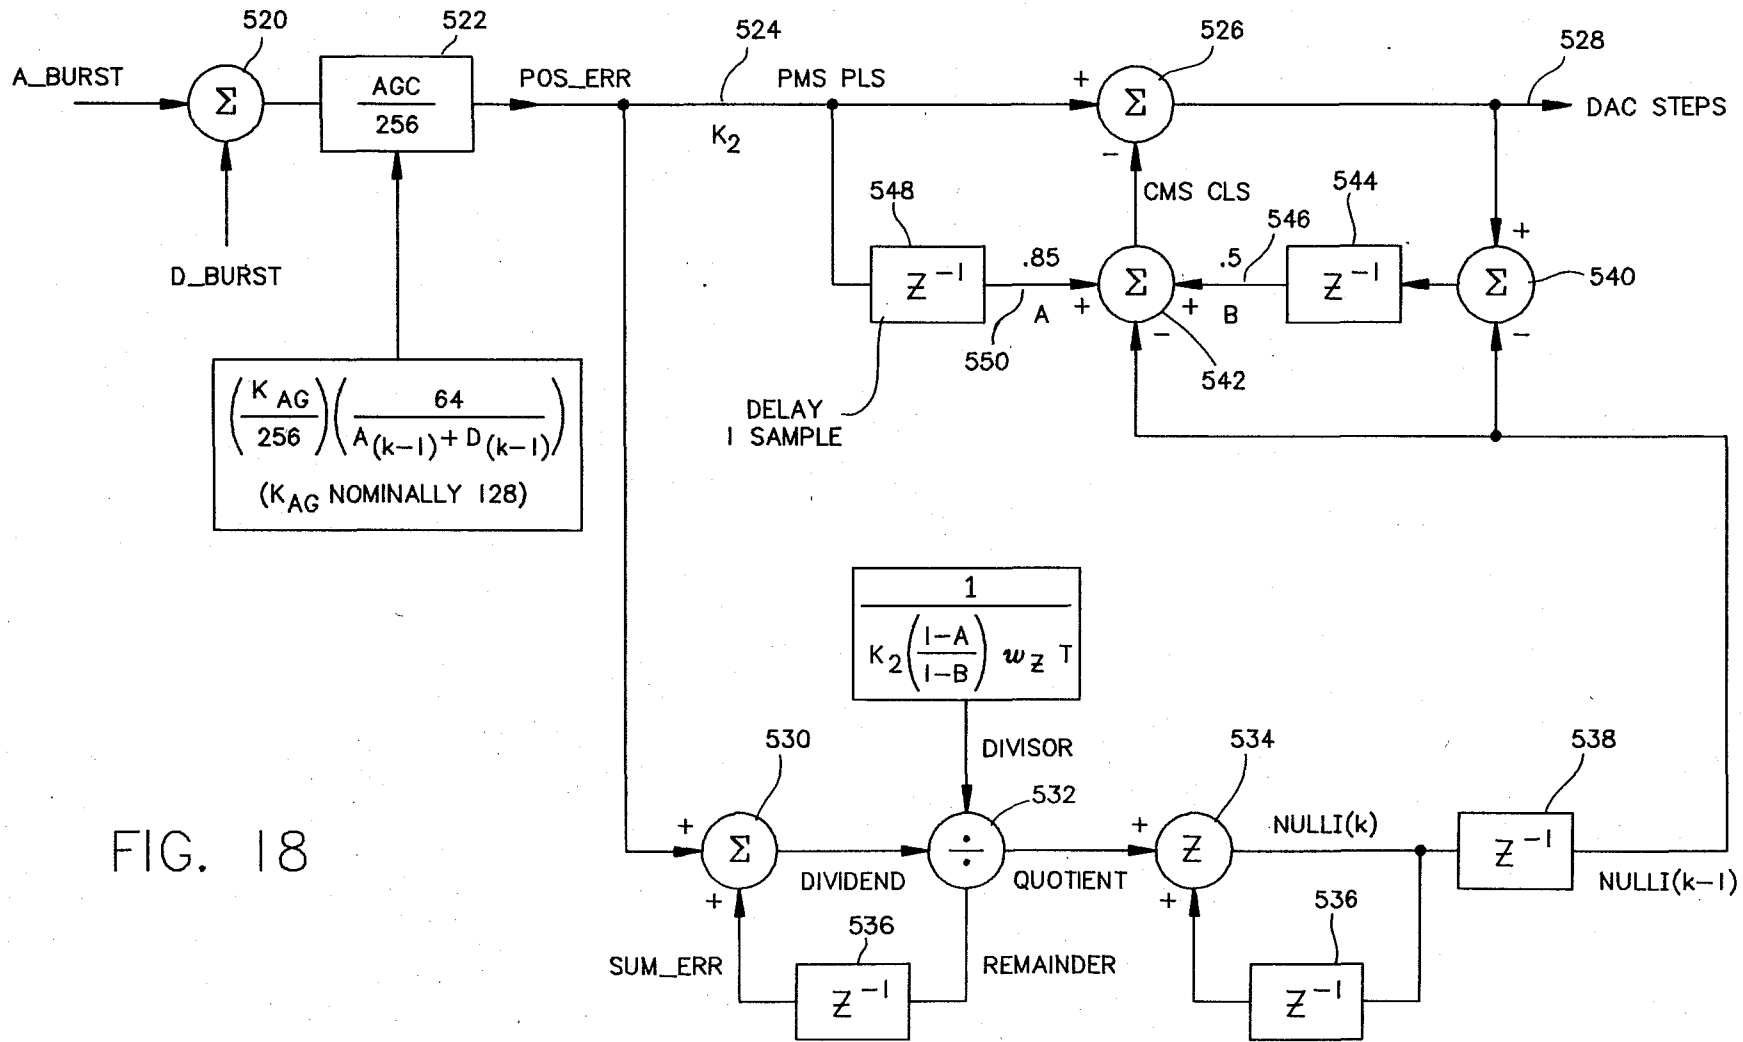 520
522
524
526
528
A_BURST
Σ
AGC
256
POS_ERR
PMS PLS
K2
+
Σ
−
DAC STEPS
D_BURST
548
CMS CLS
546
544
540
Z −1
.85
A
+
Σ
+
−
.5
B
Z −1
+
Σ
−
550
542
DELAY
1 SAMPLE
(K AG / 256) (64 / A(k−1) + D(k−1))
(KAG NOMINALLY 128)
1
K2 (1−A / 1−B) wZ T
DIVISOR
530
532
534
538
+
Σ
+
DIVIDEND
÷
QUOTIENT
+
Z
+
NULLI(k)
Z −1
NULLI(k−1)
SUM_ERR
536
Z −1
REMAINDER
536
Z −1
FIG. 18